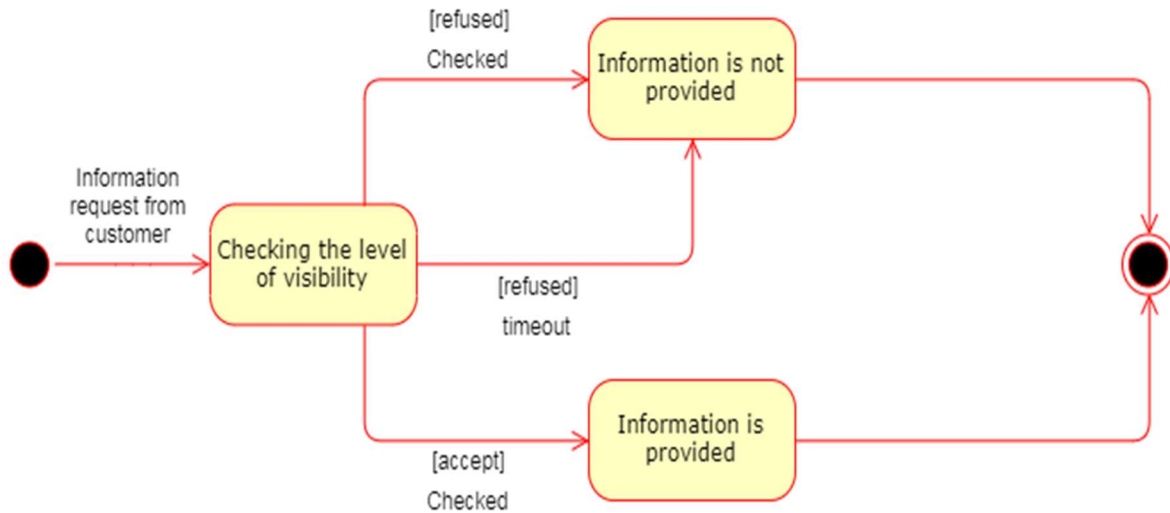 [refused]
Checked
Information is not
provided
Information
request from
customer
Checking the level
of visibility
[refused]
timeout
Information is
provided
[accept]
Checked